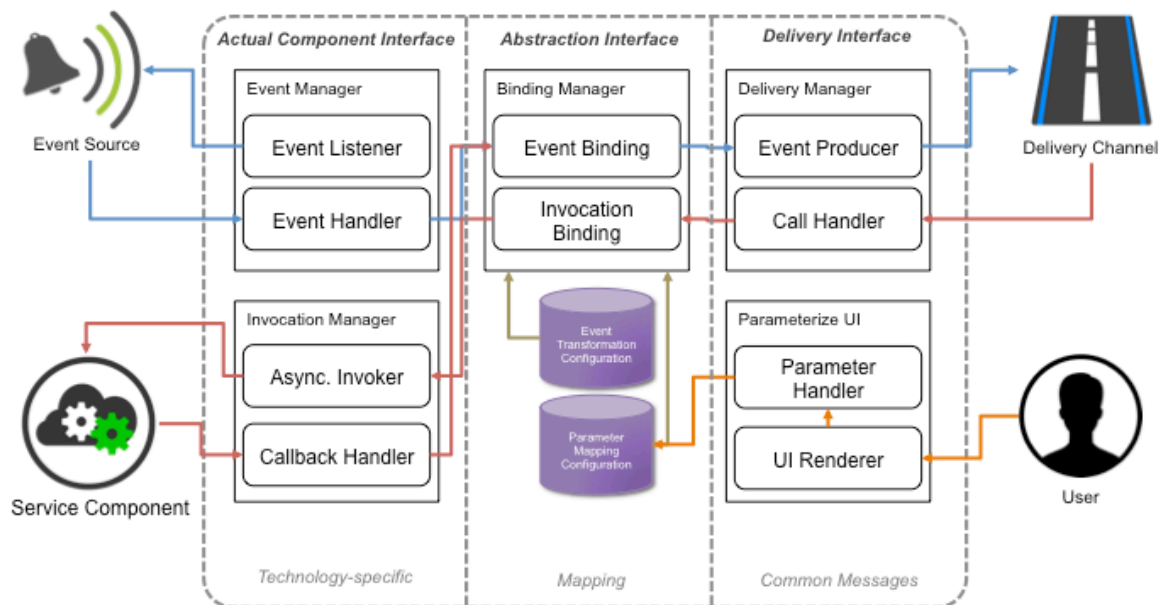 Actual Component Interface
Abstraction Interface
Delivery Interface
Event Manager
Event Listener
Event Handler
Binding Manager
Event Binding
Invocation
Binding
Delivery Manager
Event Producer
Call Handler
Event Source
Delivery Channel
Invocation Manager
Async. Invoker
Callback Handler
Event
Transformation
Configuration
Parameter
Mapping
Configuration
Parameterize UI
Parameter
Handler
UI Renderer
Service Component
User
Technology-specific
Mapping
Common Messages